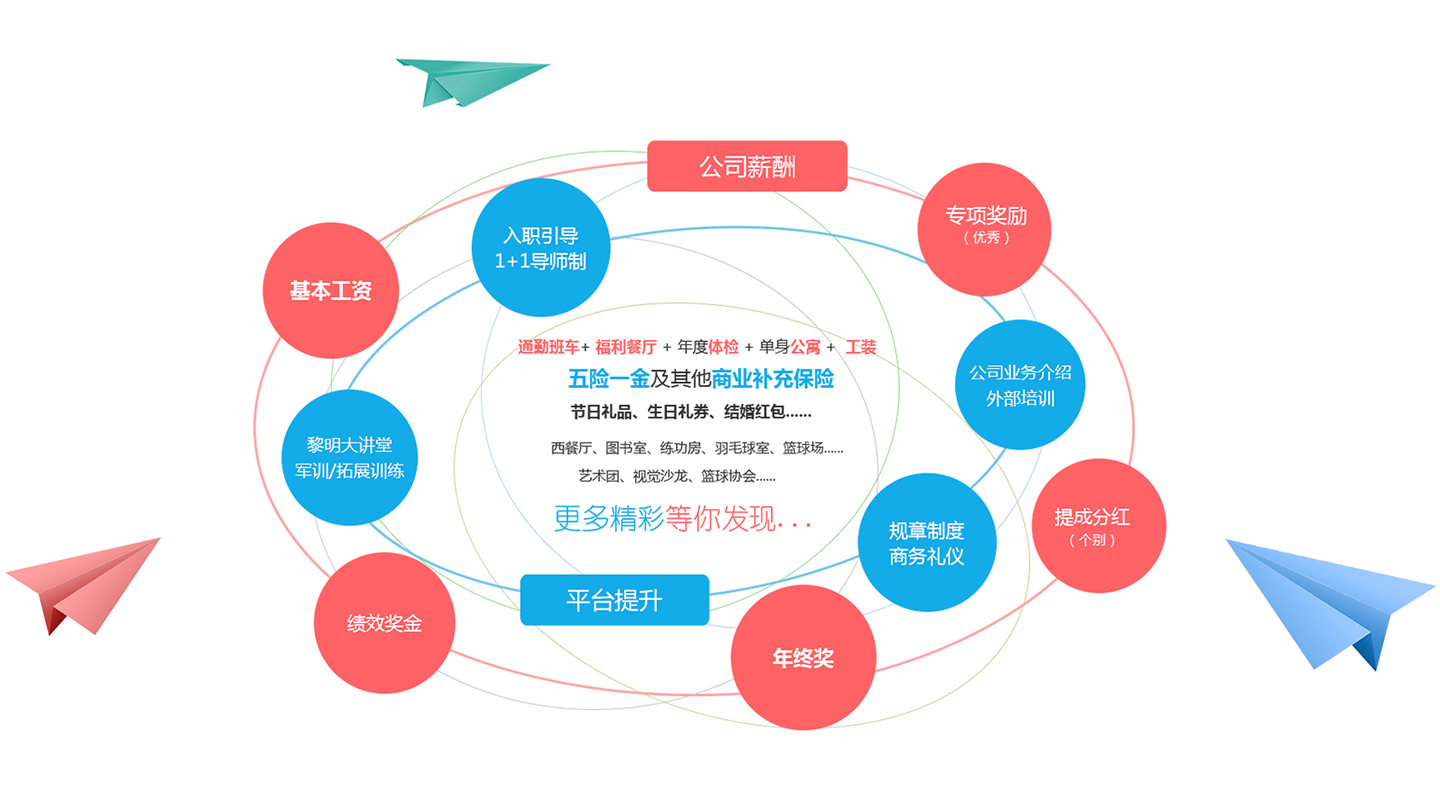 公司薪酬
专项奖励
（优秀）
入职引导
1+1导师制
基本工资
通勤班车+ 福利餐厅 + 年度体检 + 单身公寓 + 工装
五险一金及其他商业补充保险
节日礼品、生日礼券、结婚红包......
西餐厅、图书室、练功房、羽毛球室、篮球场......
艺术团、视觉沙龙、篮球协会......
更多精彩等你发现...
公司业务介绍
外部培训
黎明大讲堂
军训/拓展训练
规章制度
商务礼仪
提成分红
（个别）
平台提升
绩效奖金
年终奖